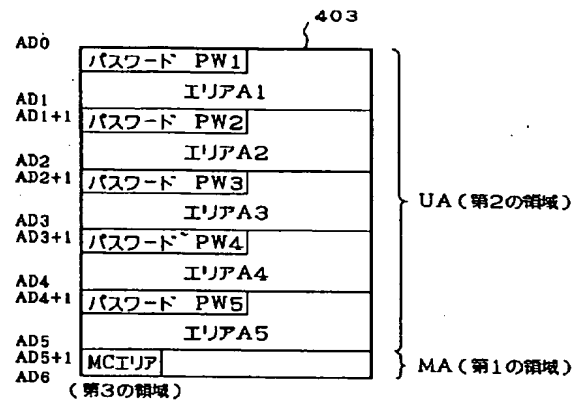 403
AD0
パスワード PW1
エリアA1
AD1
AD1+1
パスワード PW2
エリアA2
AD2
AD2+1
パスワード PW3
エリアA3
UA(第2の領域)
AD3
AD3+1
パスワード PW4
エリアA4
AD4
AD4+1
パスワード PW5
エリアA5
AD5
AD5+1
MCエリア
MA(第1の領域)
AD6
(第3の領域)